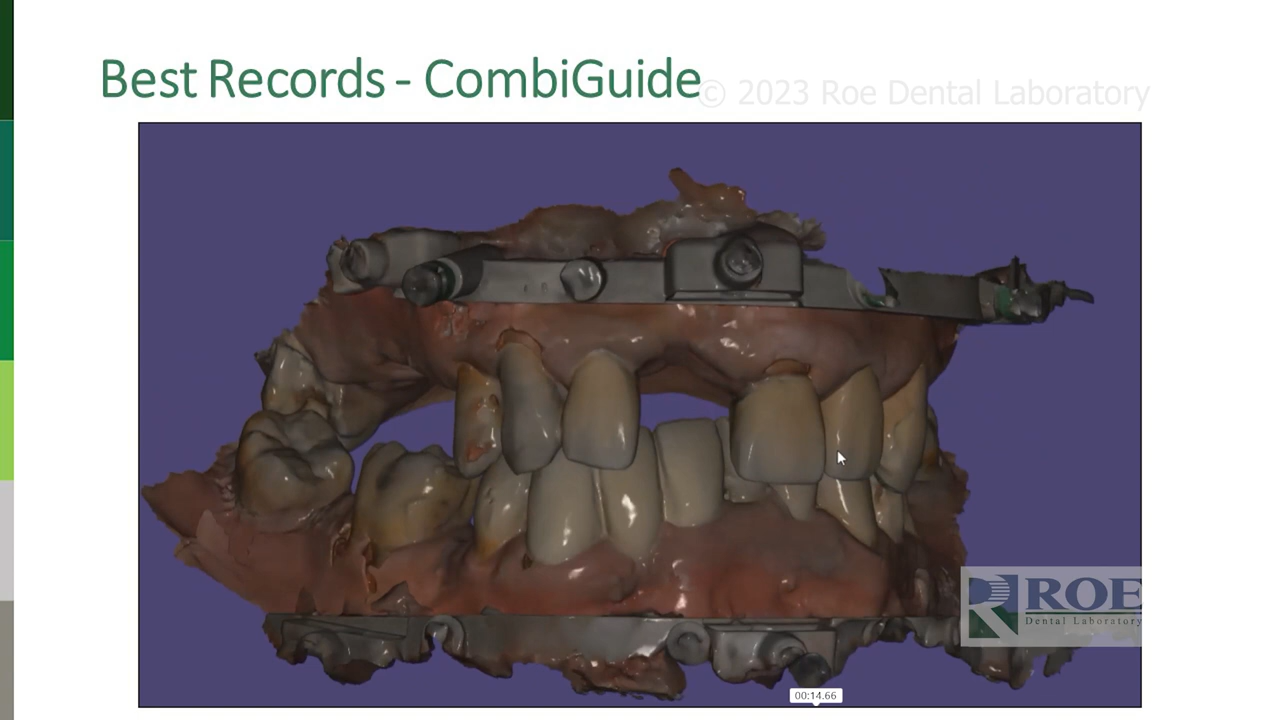 Best Records - CombiGuide
© 2023 Roe Dental Laboratory
ROE
Dental Laboratory
00:14.66